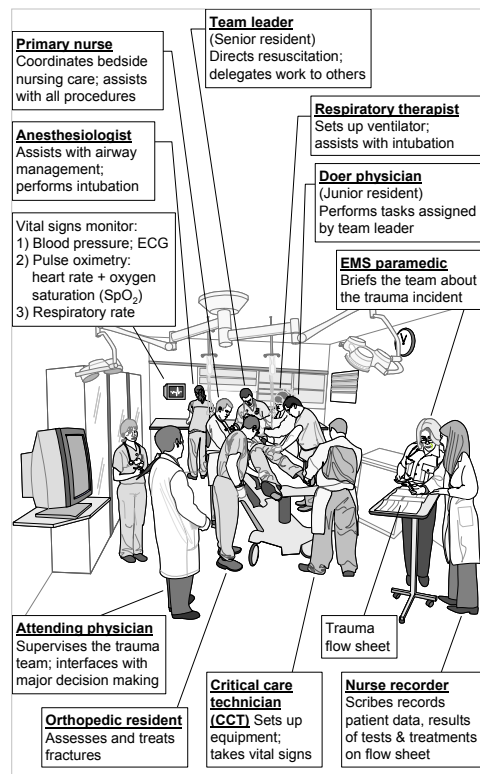 Team leader
(Senior resident)
Directs resuscitation;
delegates work to others
Primary nurse
Coordinates bedside
nursing care; assists
with all procedures
Respiratory therapist
Sets up ventilator;
assists with intubation
Anesthesiologist
Assists with airway
management;
performs intubation
Doer physician
(Junior resident)
Performs tasks assigned
by team leader
Vital signs monitor:
1) Blood pressure; ECG
2) Pulse oximetry:
heart rate + oxygen
saturation (SpO₂)
3) Respiratory rate
EMS paramedic
Briefs the team about
the trauma incident
Attending physician
Supervises the trauma
team; interfaces with
major decision making
Trauma
flow sheet
Orthopedic resident
Assesses and treats
fractures
Critical care
technician
(CCT) Sets up
equipment;
takes vital signs
Nurse recorder
Scribes records
patient data, results
of tests & treatments
on flow sheet